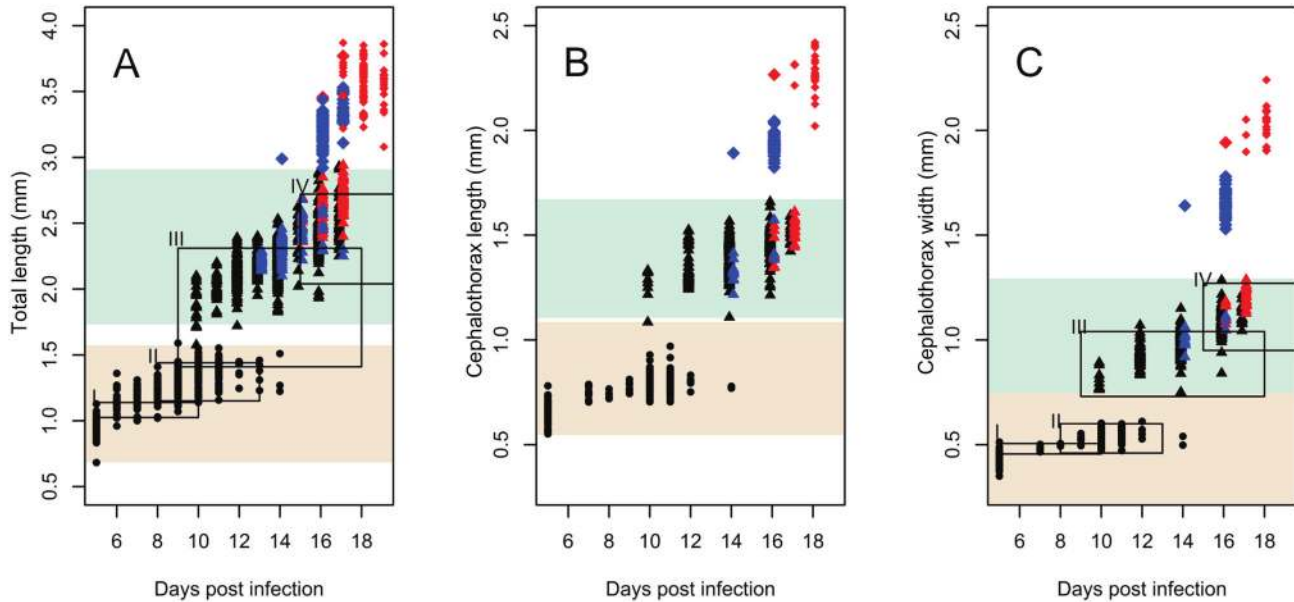 A
Total length (mm)
4.0
3.5
3.0
2.5
2.0
1.5
1.0
0.5
I
II
III
IV
6 8 10 12 14 16 18
Days post infection
B
Cephalothorax length (mm)
2.5
2.0
1.5
1.0
0.5
6 8 10 12 14 16 18
Days post infection
C
Cephalothorax width (mm)
2.5
2.0
1.5
1.0
0.5
I
II
III
IV
6 8 10 12 14 16 18
Days post infection